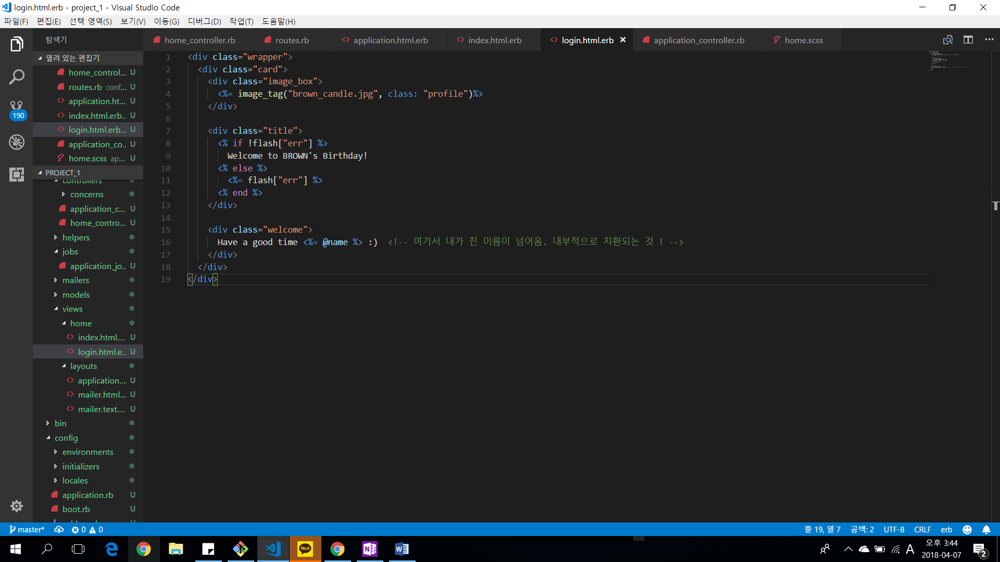 login.html.erb - project_1 - Visual Studio Code
파일(F) 편집(E) 선택 영역(S) 보기(V) 이동(G) 디버그(D) 작업(T) 도움말(H)
탐색기
home_controller.rb routes.rb application.html.erb index.html.erb login.html.erb application_controller.rb home.scss
열려 있는 편집기
home_control... U
routes.rb conf... U
application.ht... U
index.html.erb.. U
login.html.erb... U
application_co.. U
home.scss ap... U
190
PROJECT_1
controllers
concerns
application_c... U
home_contro... U
helpers
jobs
application_jo.. U
mailers
models
views
home
index.html.... U
login.html.e.. U
layouts
application.... U
mailer.html... U
mailer.text.... U
bin
config
environments
initializers
locales
application.rb U
boot.rb U
1 <div class="wrapper">
2 <div class="card">
3 <div class="image_box">
4 <%= image_tag("brown_candle.jpg", class: "profile")%>
5 </div>
6
7 <div class="title">
8 <% if !flash["err"] %>
9 Welcome to BROWN's Birthday!
10 <% else %>
11 <%= flash["err"] %>
12 <% end %>
13 </div>
14
15 <div class="welcome">
16 Have a good time <%= @name %> :) <!-- 여기서 내가 친 이름이 넘어옴. 내부적으로 치환되는 것 ! -->
17 </div>
18 </div>
19 </div>
master* 0 0 줄 19, 열 7 공백: 2 UTF-8 CRLF erb
TALK
A 오후 3:44
2018-04-07
2